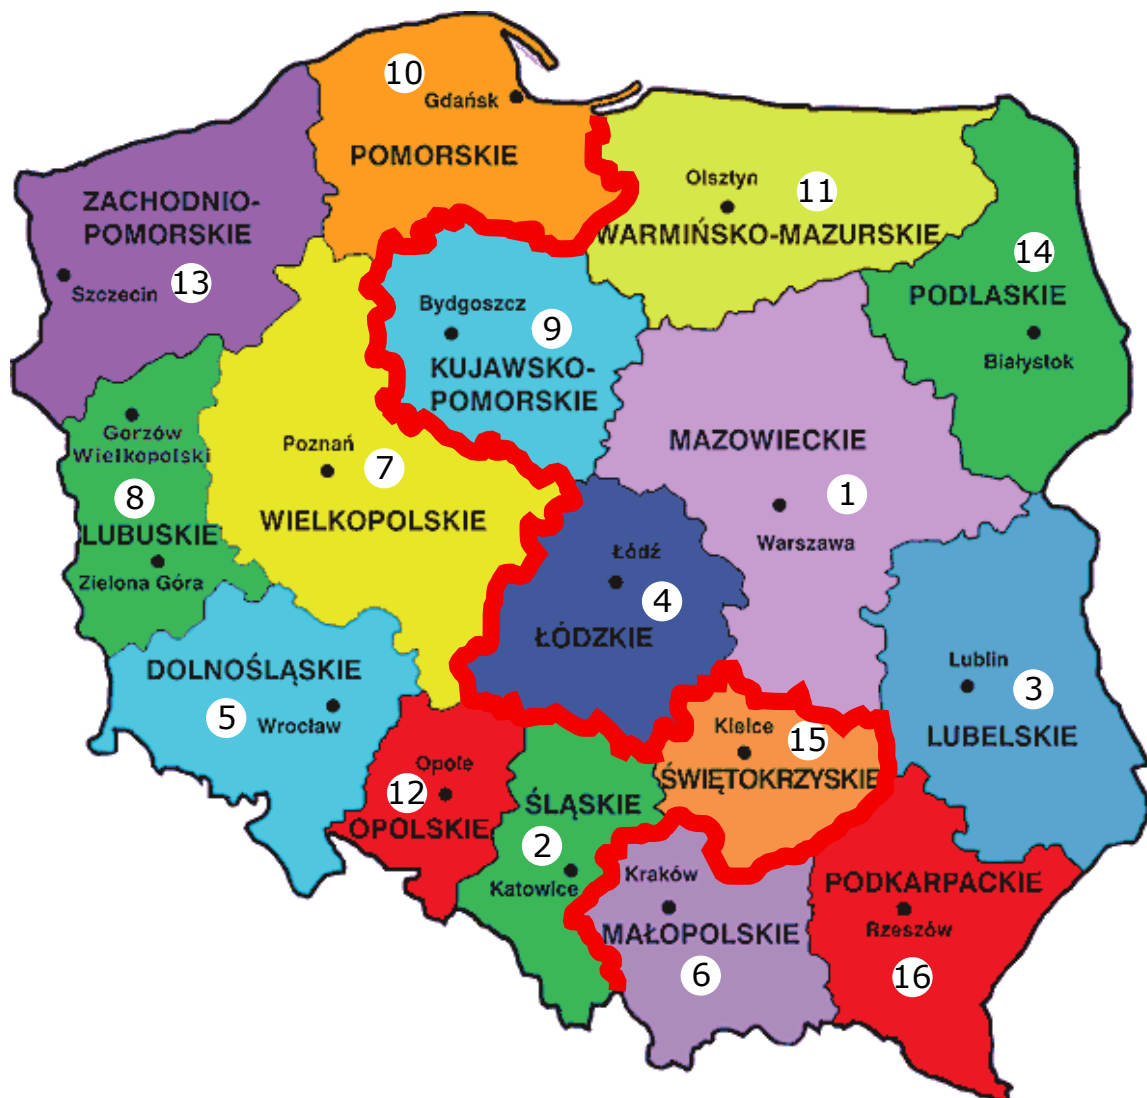 10
Gdańsk
POMORSKIE
Olsztyn
11
WARMIŃSKO-MAZURSKIE
ZACHODNIO-
POMORSKIE
Szczecin
13
14
PODLASKIE
Białystok
Bydgoszcz
9
KUJAWSKO-
POMORSKIE
Gorzów
Wielkopolski
8
LUBUSKIE
Zielona Góra
Poznań
7
WIELKOPOLSKIE
MAZOWIECKIE
1
Warszawa
Łódź
4
ŁÓDZKIE
DOLNOŚLĄSKIE
5
Wrocław
Lublin
3
LUBELSKIE
Kielce
15
ŚWIĘTOKRZYSKIE
Opole
12
OPOLSKIE
ŚLĄSKIE
2
Katowice
Kraków
MAŁOPOLSKIE
6
PODKARPACKIE
Rzeszów
16